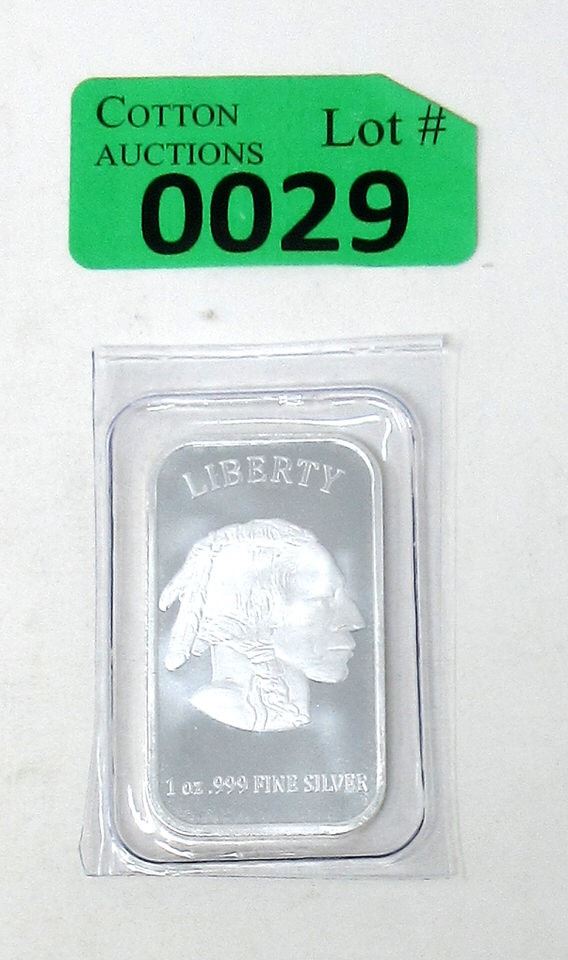 COTTON
AUCTIONS
Lot #
0029
LIBERTY
1 oz .999 FINE SILVER